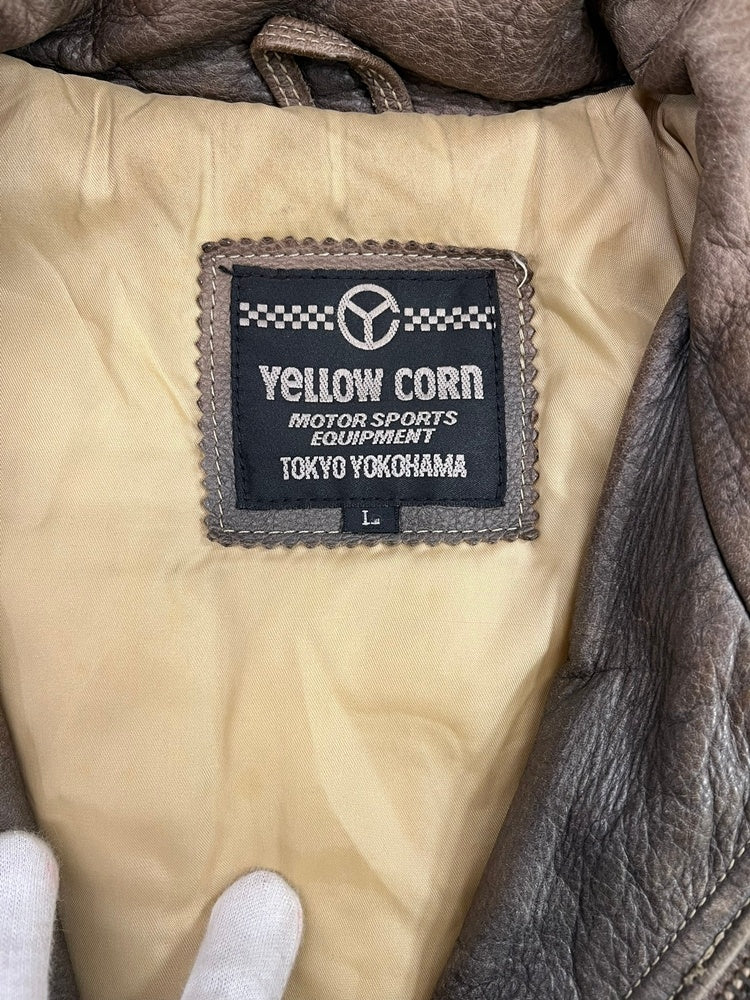 YeLLOW CORN
MOTOR SPORTS
EQUIPMENT
TOKYO YOKOHAMA
L